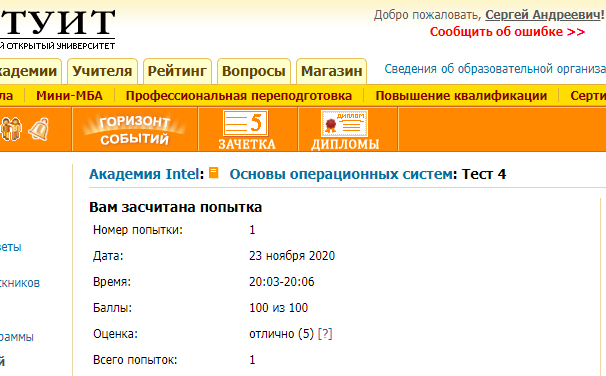 ТУИТ
Й ОТКРЫТЫЙ УНИВЕРСИТЕТ
Добро пожаловать, Сергей Андреевич!
Сообщить об ошибке >>
кадемии Учителя Рейтинг Вопросы Магазин Сведения об образовательной организа
ла Мини-МБА Профессиональная переподготовка Повышение квалификации Серти
ГОРИЗОНТ СОБЫТИЙ 5 ЗАЧЕТКА ДИПЛОМ ДИПЛОМЫ
Академия Intel: Основы операционных систем: Тест 4
Вам засчитана попытка
Номер попытки: 1
Дата: 23 ноября 2020
Время: 20:03-20:06
Баллы: 100 из 100
Оценка: отлично (5) [?]
Всего попыток: 1
веты
скников
раммы
й